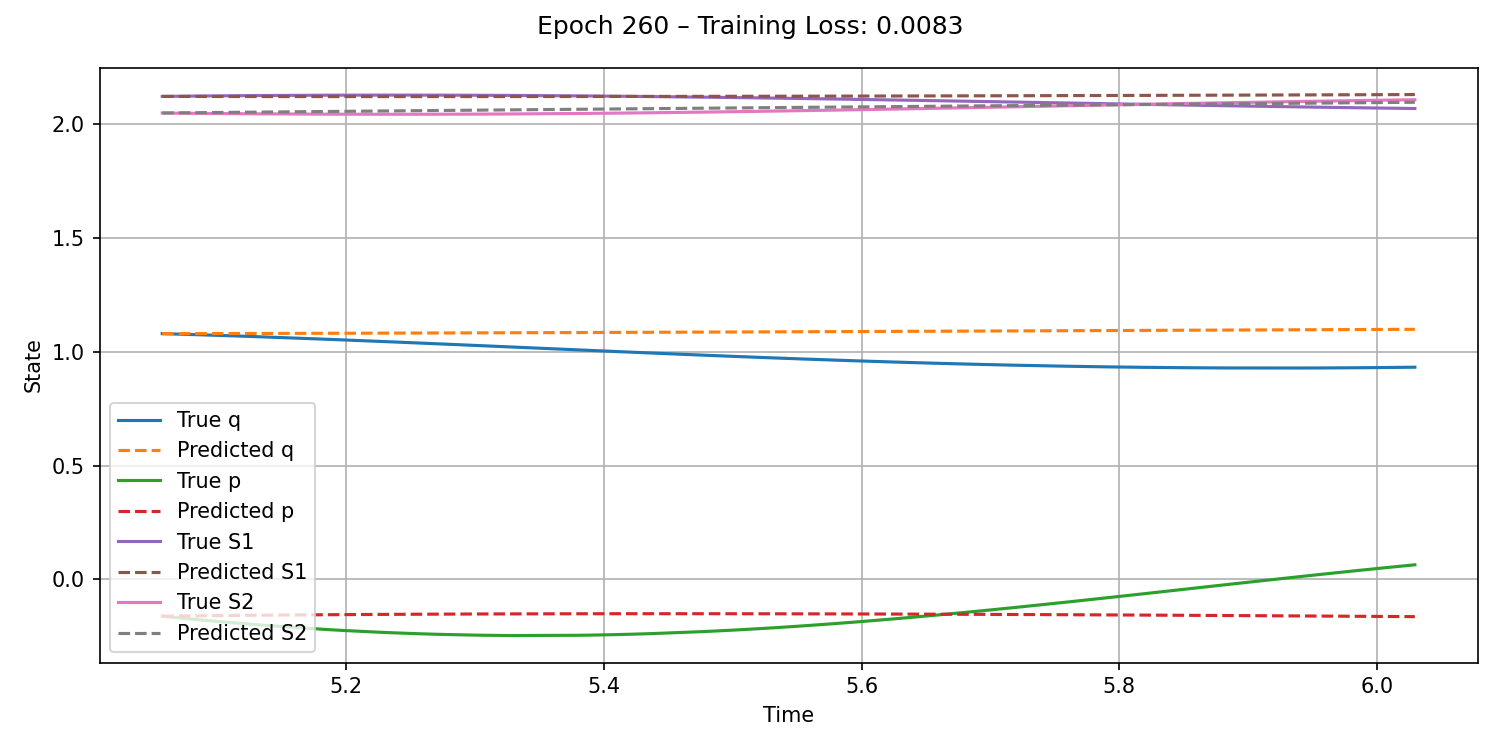 Epoch 260 – Training Loss: 0.0083
2.0
1.5
1.0
0.5
0.0
State
True q
Predicted q
True p
Predicted p
True S1
Predicted S1
True S2
Predicted S2
5.2
5.4
5.6
5.8
6.0
Time